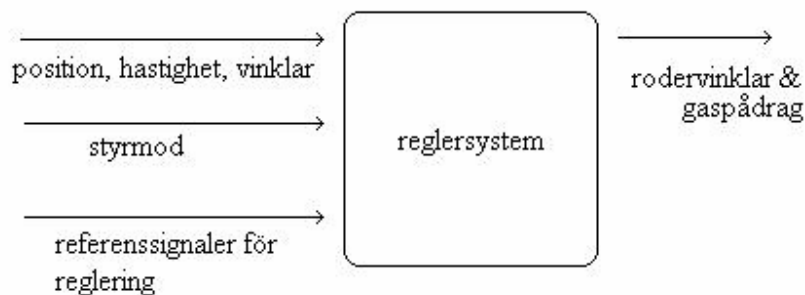 position, hastighet, vinklar
styrmod
referenssignaler för
reglering
reglersystem
rodervinklar &
gaspådrag